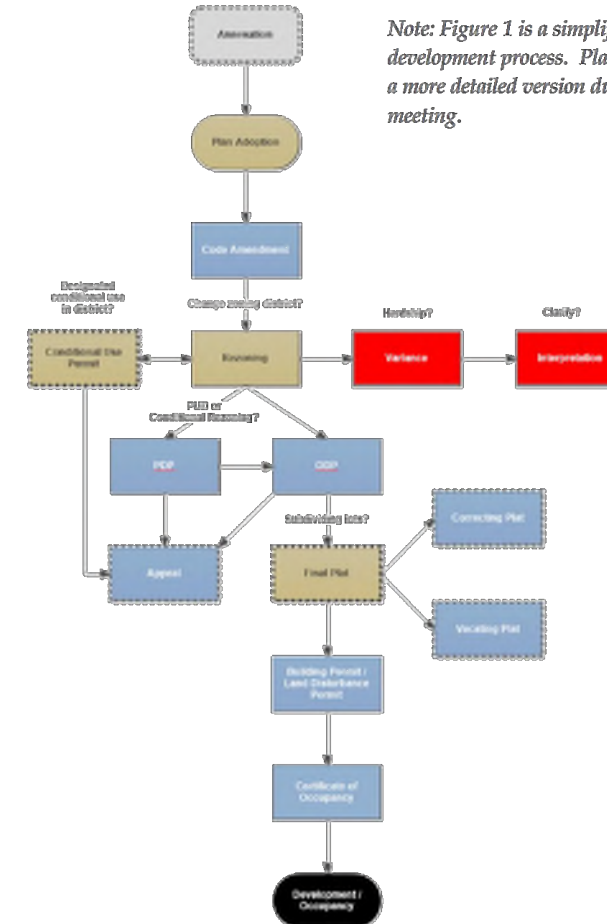 Annexation
Note: Figure 1 is a simplif
development process. Pla
a more detailed version du
meeting.
Plan Adoption
Code Amendment
Designated
conditional use
in district?
Change zoning district?
Hardship?
Clarify?
Conditional Use
Permit
Rezoning
Variance
Interpretation
PUD or
Conditional Rezoning?
PDP
DDP
Subdividing lots?
Correcting Plat
Appeal
Final Plat
Vacating Plat
Building Permit /
Land Disturbance
Permit
Certificate of
Occupancy
Development /
Occupancy